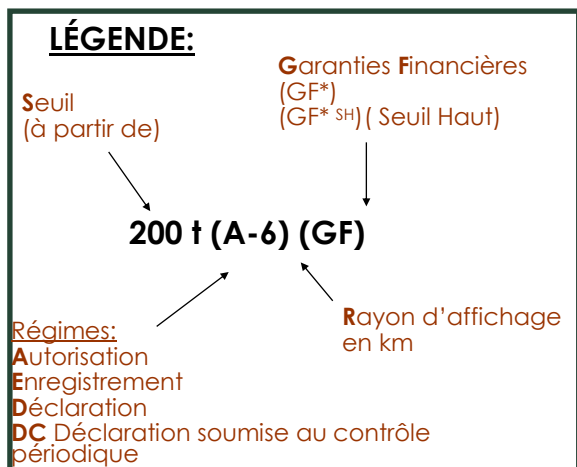 LÉGENDE:
Garanties Financières
(GF*)
(GF* SH)( Seuil Haut)
Seuil
(à partir de)
200 t (A-6) (GF)
Rayon d’affichage
en km
Régimes:
Autorisation
Enregistrement
Déclaration
DC Déclaration soumise au contrôle
périodique